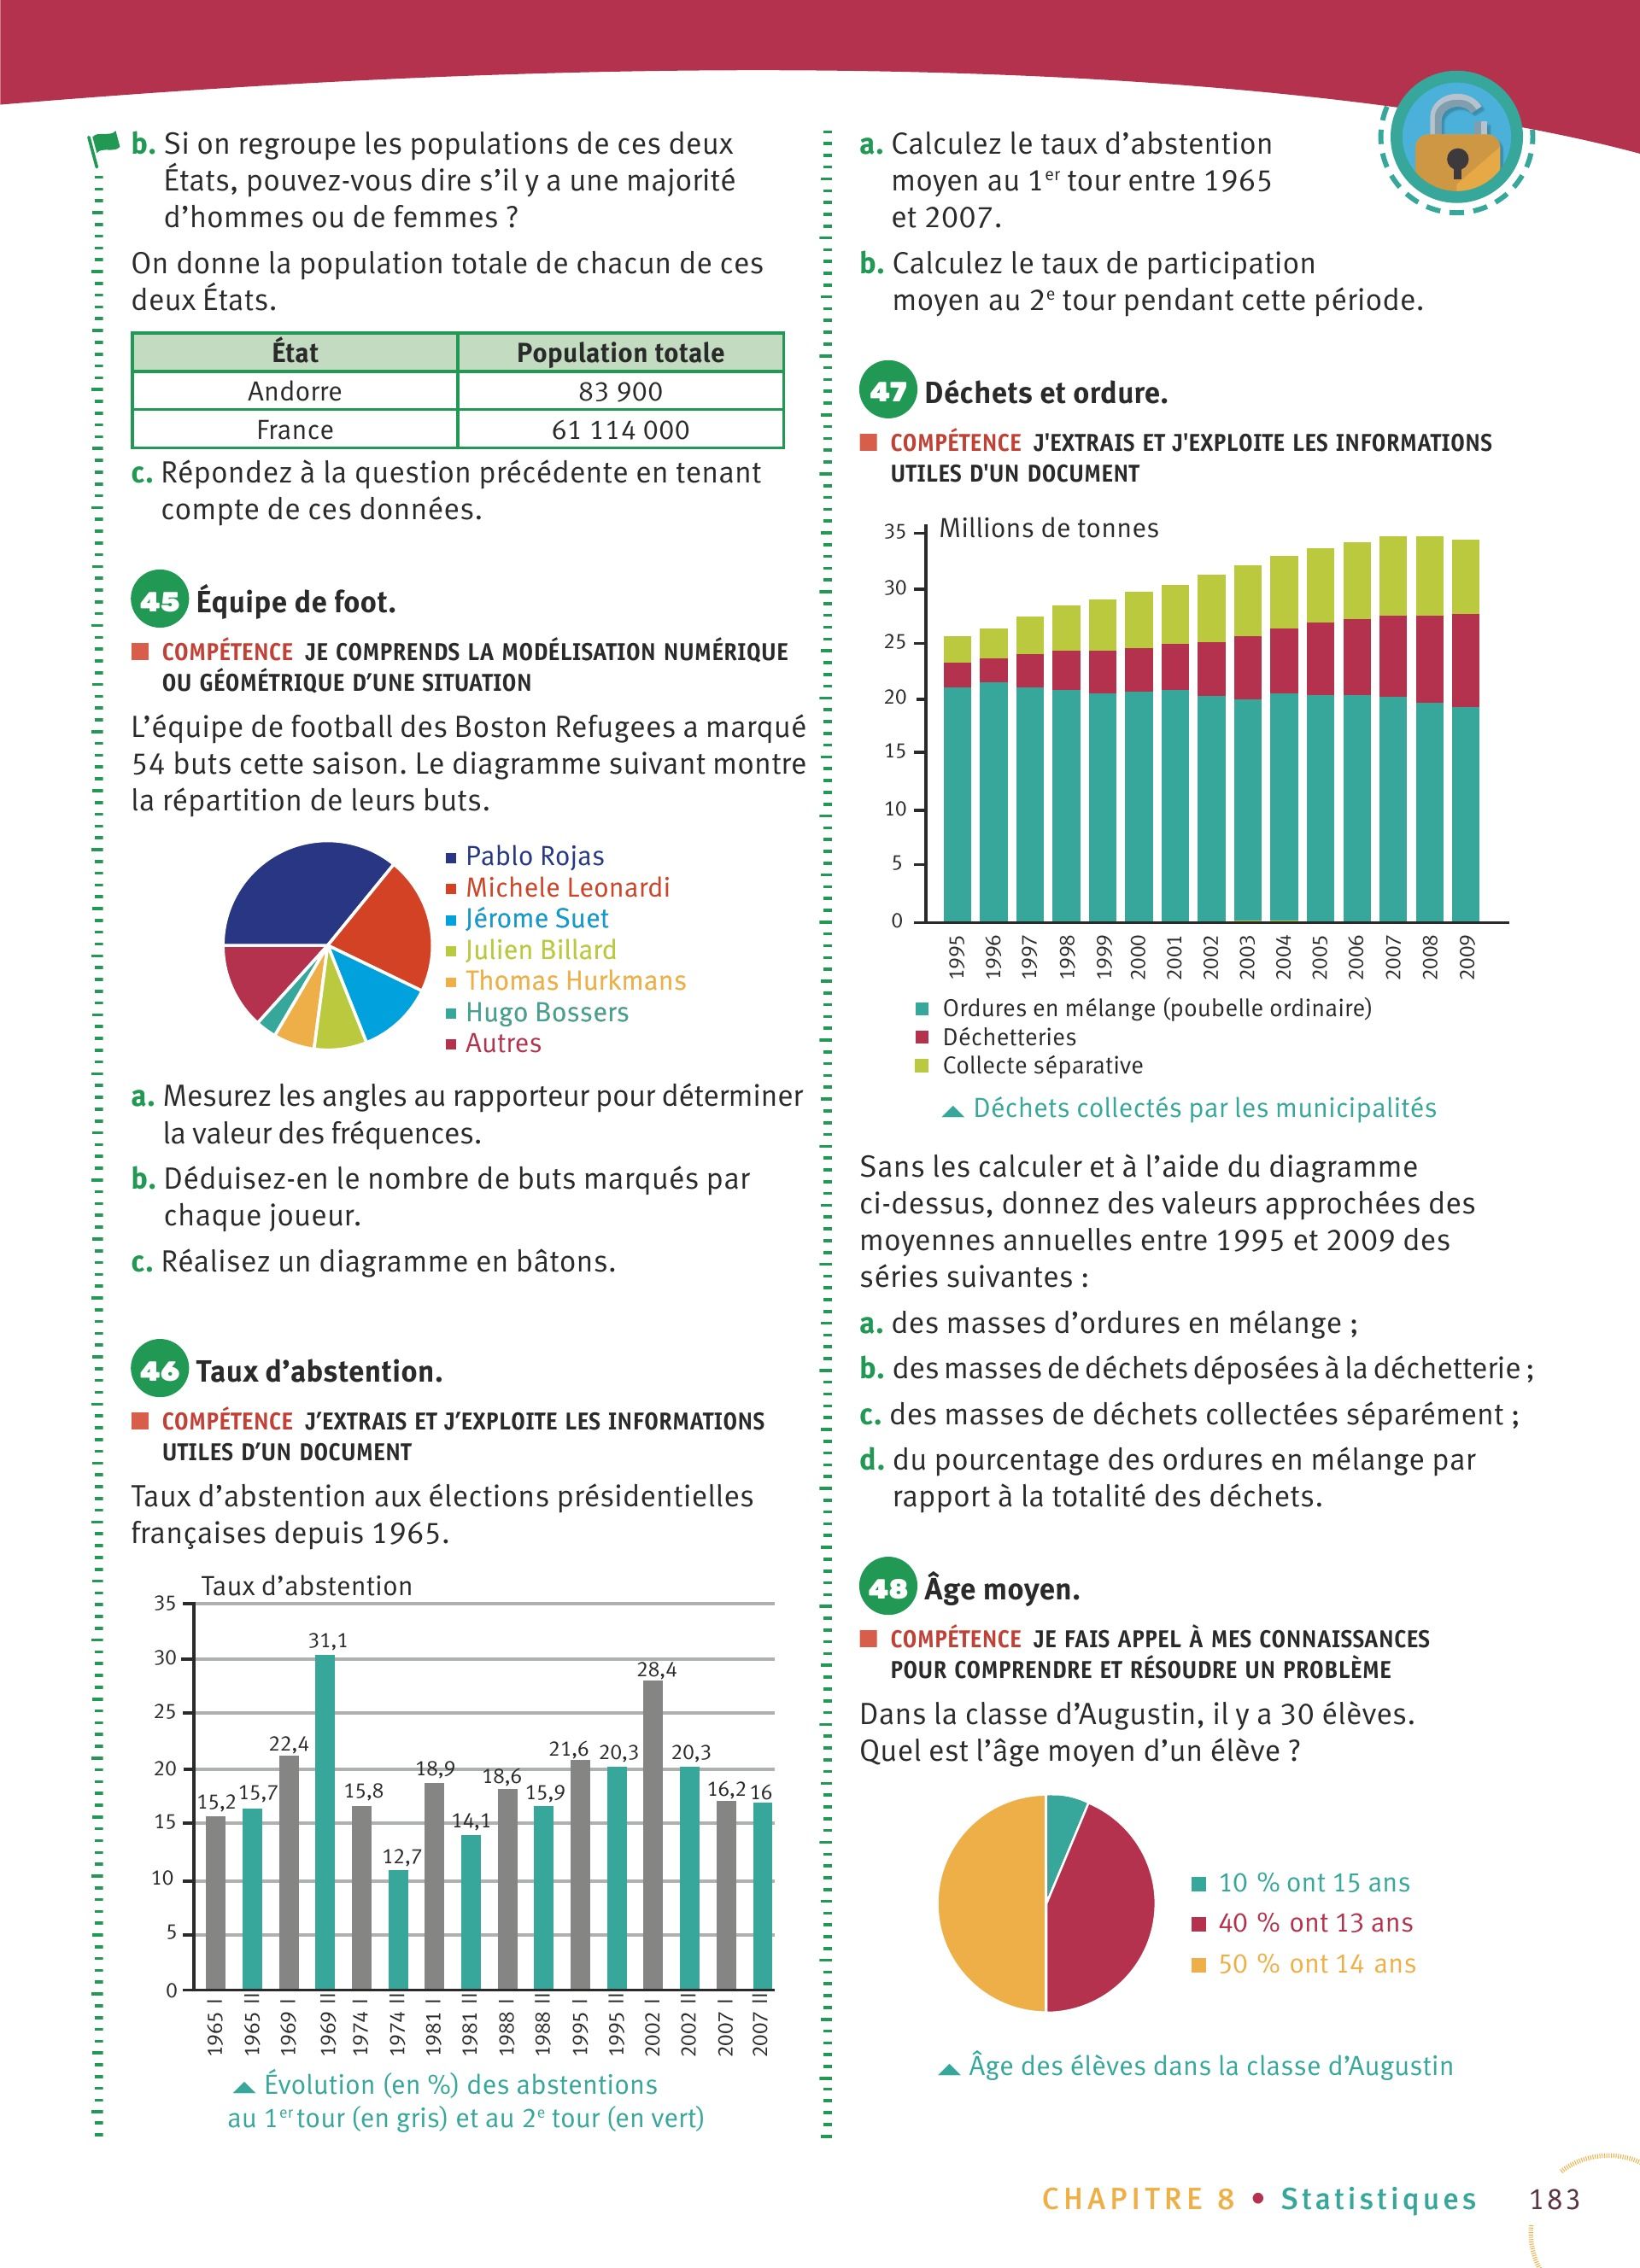 b. Si on regroupe les populations de ces deux
États, pouvez-vous dire s’il y a une majorité
d’hommes ou de femmes ?
On donne la population totale de chacun de ces
deux États.
État Population totale
Andorre 83 900
France 61 114 000
c. Répondez à la question précédente en tenant
compte de ces données.
45 Équipe de foot.
COMPÉTENCE JE COMPRENDS LA MODÉLISATION NUMÉRIQUE
OU GÉOMÉTRIQUE D’UNE SITUATION
L’équipe de football des Boston Refugees a marqué
54 buts cette saison. Le diagramme suivant montre
la répartition de leurs buts.
Pablo Rojas
Michele Leonardi
Jérome Suet
Julien Billard
Thomas Hurkmans
Hugo Bossers
Autres
a. Mesurez les angles au rapporteur pour déterminer
la valeur des fréquences.
b. Déduisez-en le nombre de buts marqués par
chaque joueur.
c. Réalisez un diagramme en bâtons.
46 Taux d’abstention.
COMPÉTENCE J’EXTRAIS ET J’EXPLOITE LES INFORMATIONS
UTILES D’UN DOCUMENT
Taux d’abstention aux élections présidentielles
françaises depuis 1965.
Taux d’abstention
35
30
25
20
15
10
5
0
15,2 15,7 22,4 31,1 15,8 12,7 18,9 14,1 18,6 15,9 21,6 20,3 28,4 20,3 16,2 16
1965 I 1965 II 1969 I 1969 II 1974 I 1974 II 1981 I 1981 II 1988 I 1988 II 1995 I 1995 II 2002 I 2002 II 2007 I 2007 II
Évolution (en %) des abstentions
au 1er tour (en gris) et au 2e tour (en vert)
a. Calculez le taux d’abstention
moyen au 1er tour entre 1965
et 2007.
b. Calculez le taux de participation
moyen au 2e tour pendant cette période.
47 Déchets et ordure.
COMPÉTENCE J'EXTRAIS ET J'EXPLOITE LES INFORMATIONS
UTILES D'UN DOCUMENT
Millions de tonnes
35
30
25
20
15
10
5
0
1995 1996 1997 1998 1999 2000 2001 2002 2003 2004 2005 2006 2007 2008 2009
Ordures en mélange (poubelle ordinaire)
Déchetteries
Collecte séparative
Déchets collectés par les municipalités
Sans les calculer et à l’aide du diagramme
ci-dessus, donnez des valeurs approchées des
moyennes annuelles entre 1995 et 2009 des
séries suivantes :
a. des masses d’ordures en mélange ;
b. des masses de déchets déposées à la déchetterie ;
c. des masses de déchets collectées séparément ;
d. du pourcentage des ordures en mélange par
rapport à la totalité des déchets.
48 Âge moyen.
COMPÉTENCE JE FAIS APPEL À MES CONNAISSANCES
POUR COMPRENDRE ET RÉSOUDRE UN PROBLÈME
Dans la classe d’Augustin, il y a 30 élèves.
Quel est l’âge moyen d’un élève ?
10 % ont 15 ans
40 % ont 13 ans
50 % ont 14 ans
Âge des élèves dans la classe d’Augustin
CHAPITRE 8 • Statistiques 183